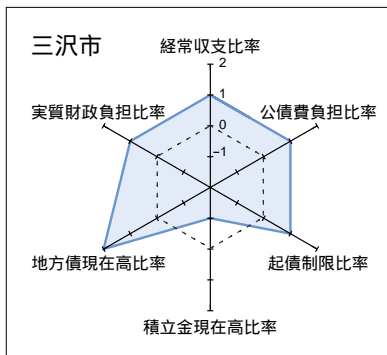 三沢市
経常収支比率
2
実質財政負担比率
1
公債費負担比率
0
−1
地方債現在高比率
起債制限比率
積立金現在高比率